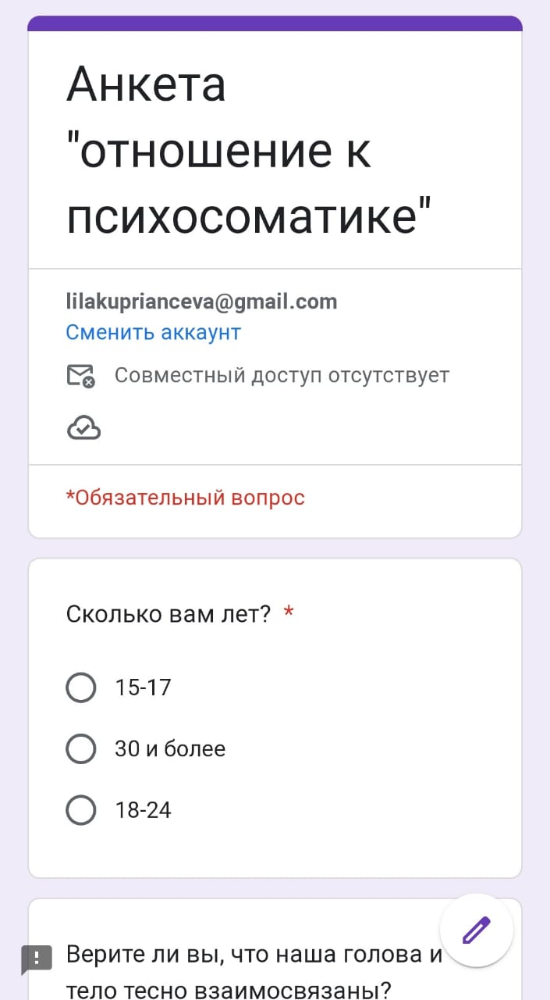 Анкета
"отношение к
психосоматике"
lilakuprianceva@gmail.com
Сменить аккаунт
Совместный доступ отсутствует
*Обязательный вопрос
Сколько вам лет? *
15-17
30 и более
18-24
Верите ли вы, что наша голова и
тело тесно взаимосвязаны?